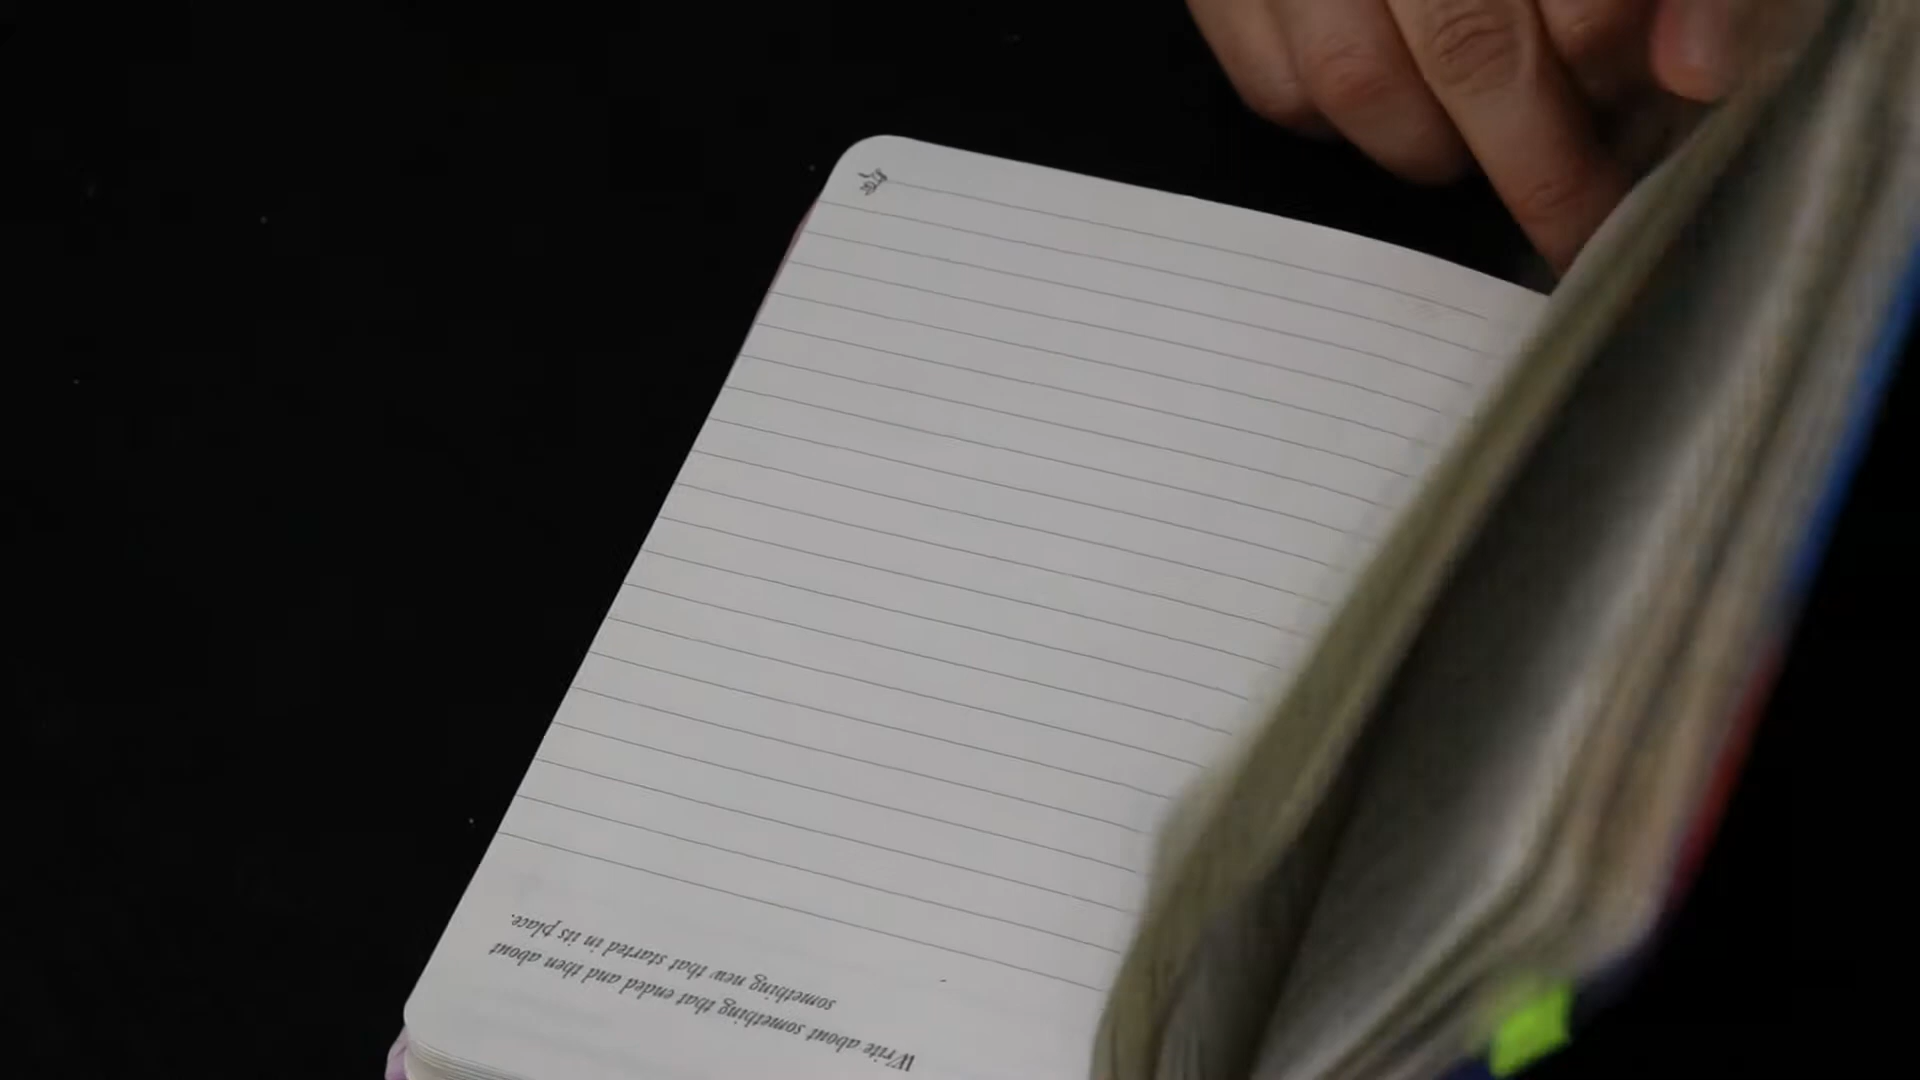 Write about something that ended and then about
something new that started in its place.